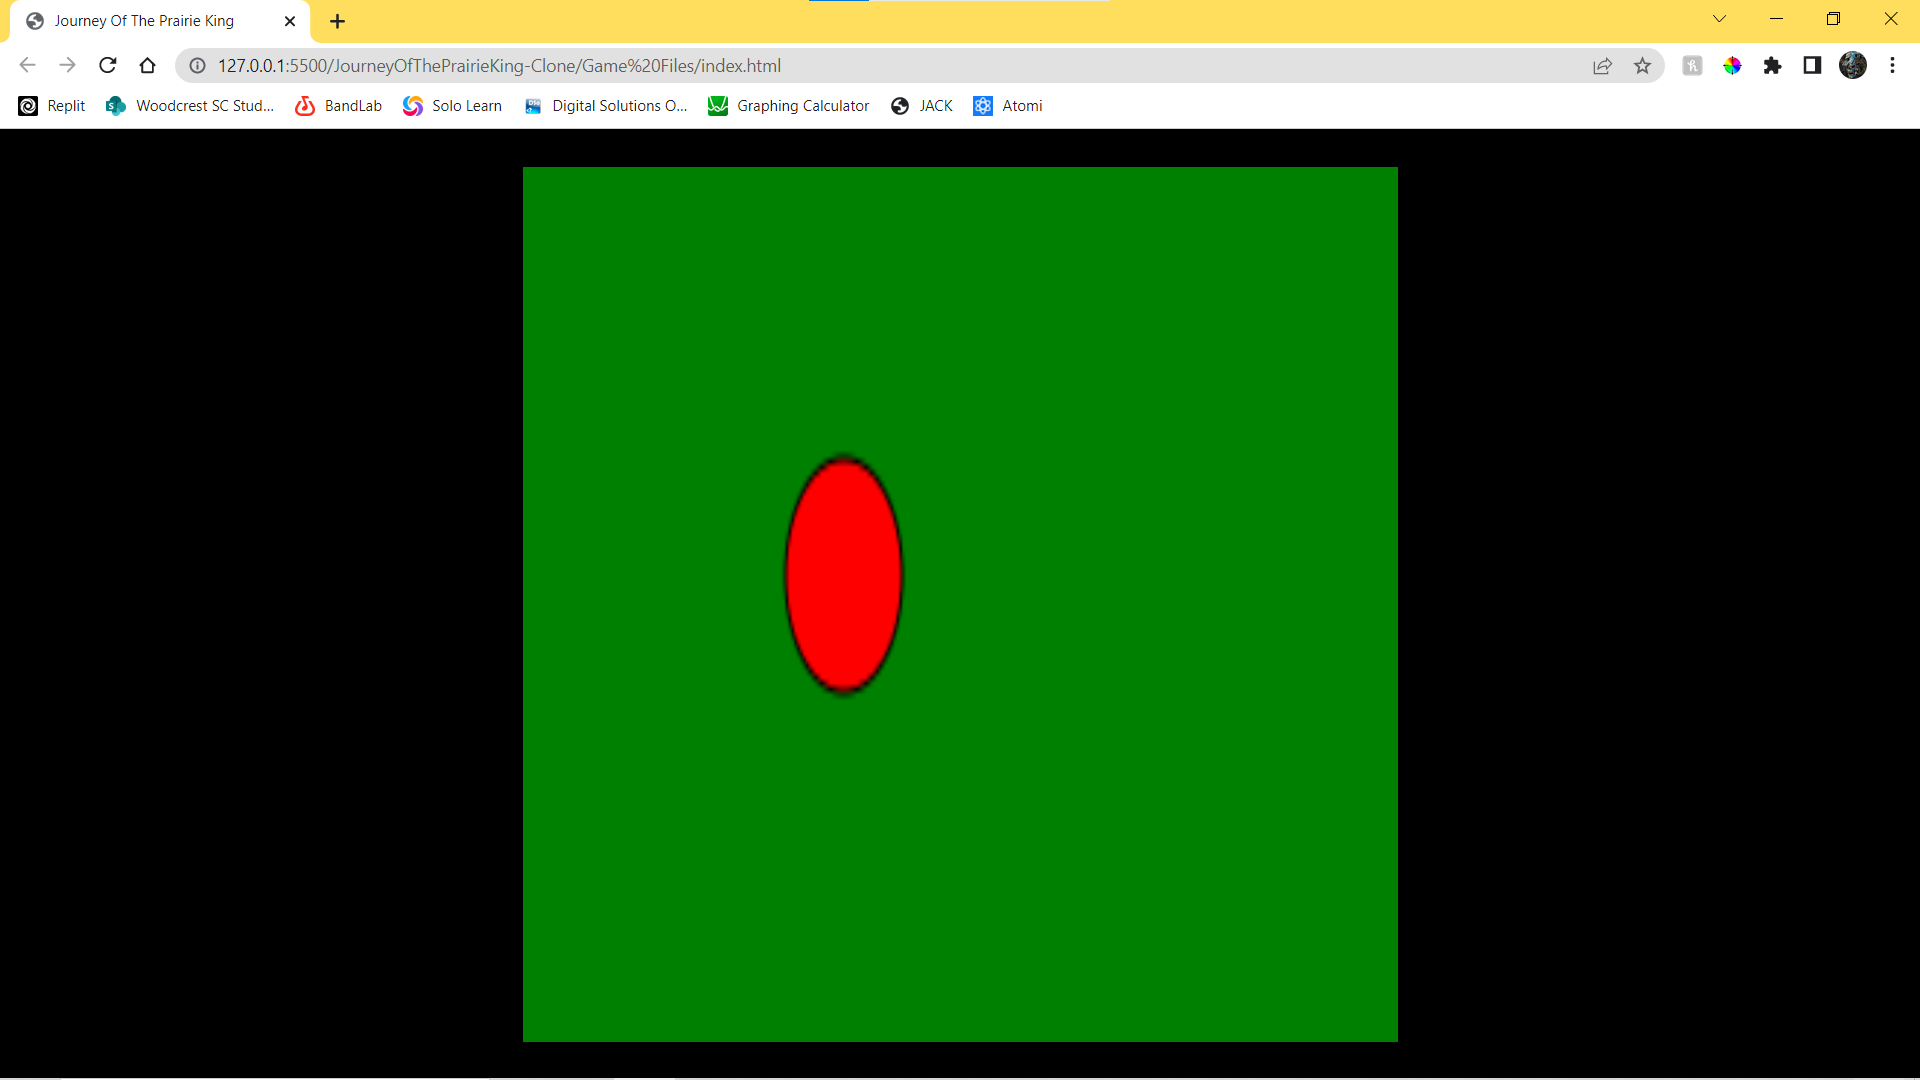 Journey Of The Prairie King
127.0.0.1:5500/JourneyOfThePrairieKing-Clone/Game%20Files/index.html
Replit Woodcrest SC Stud... BandLab Solo Learn Digital Solutions O... Graphing Calculator JACK Atomi